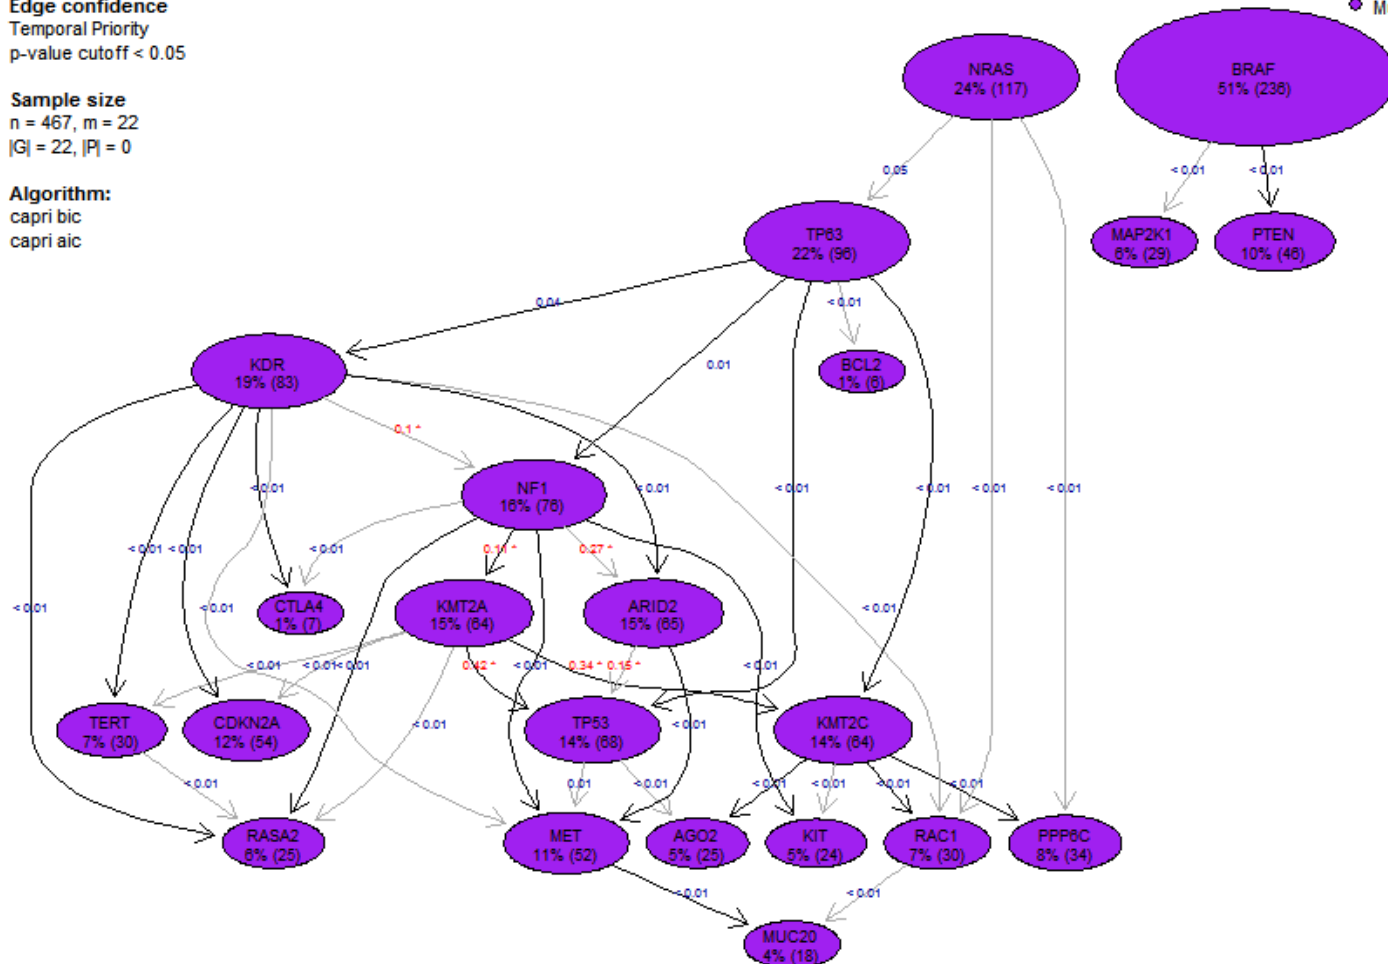 Edge confidence
Temporal Priority
p-value cutoff < 0.05
Sample size
n = 467, m = 22
|G| = 22, |P| = 0
Algorithm:
capri bic
capri aic
NRAS
24% (117)
BRAF
51% (236)
0.05
< 0.01
< 0.01
TP63
22% (96)
MAP2K1
6% (29)
PTEN
10% (46)
0.04
< 0.01
0.01
KDR
19% (83)
BCL2
1% (6)
0.1 *
NF1
16% (76)
< 0.01
< 0.01
< 0.01
< 0.01
< 0.01
< 0.01
< 0.01
< 0.01
< 0.01
< 0.01
0.11 *
0.27 *
CTLA4
1% (7)
KMT2A
15% (64)
ARID2
15% (65)
< 0.01
< 0.01
< 0.01
< 0.01
< 0.01
< 0.01
0.42 *
< 0.01
0.34 *
0.15 *
< 0.01
TERT
7% (30)
CDKN2A
12% (54)
TP53
14% (68)
KMT2C
14% (64)
< 0.01
< 0.01
< 0.01
0.01
< 0.01
< 0.01
< 0.01
< 0.01
< 0.01
RASA2
6% (25)
MET
11% (52)
AGO2
5% (25)
KIT
5% (24)
RAC1
7% (30)
PPP6C
8% (34)
< 0.01
< 0.01
MUC20
4% (18)